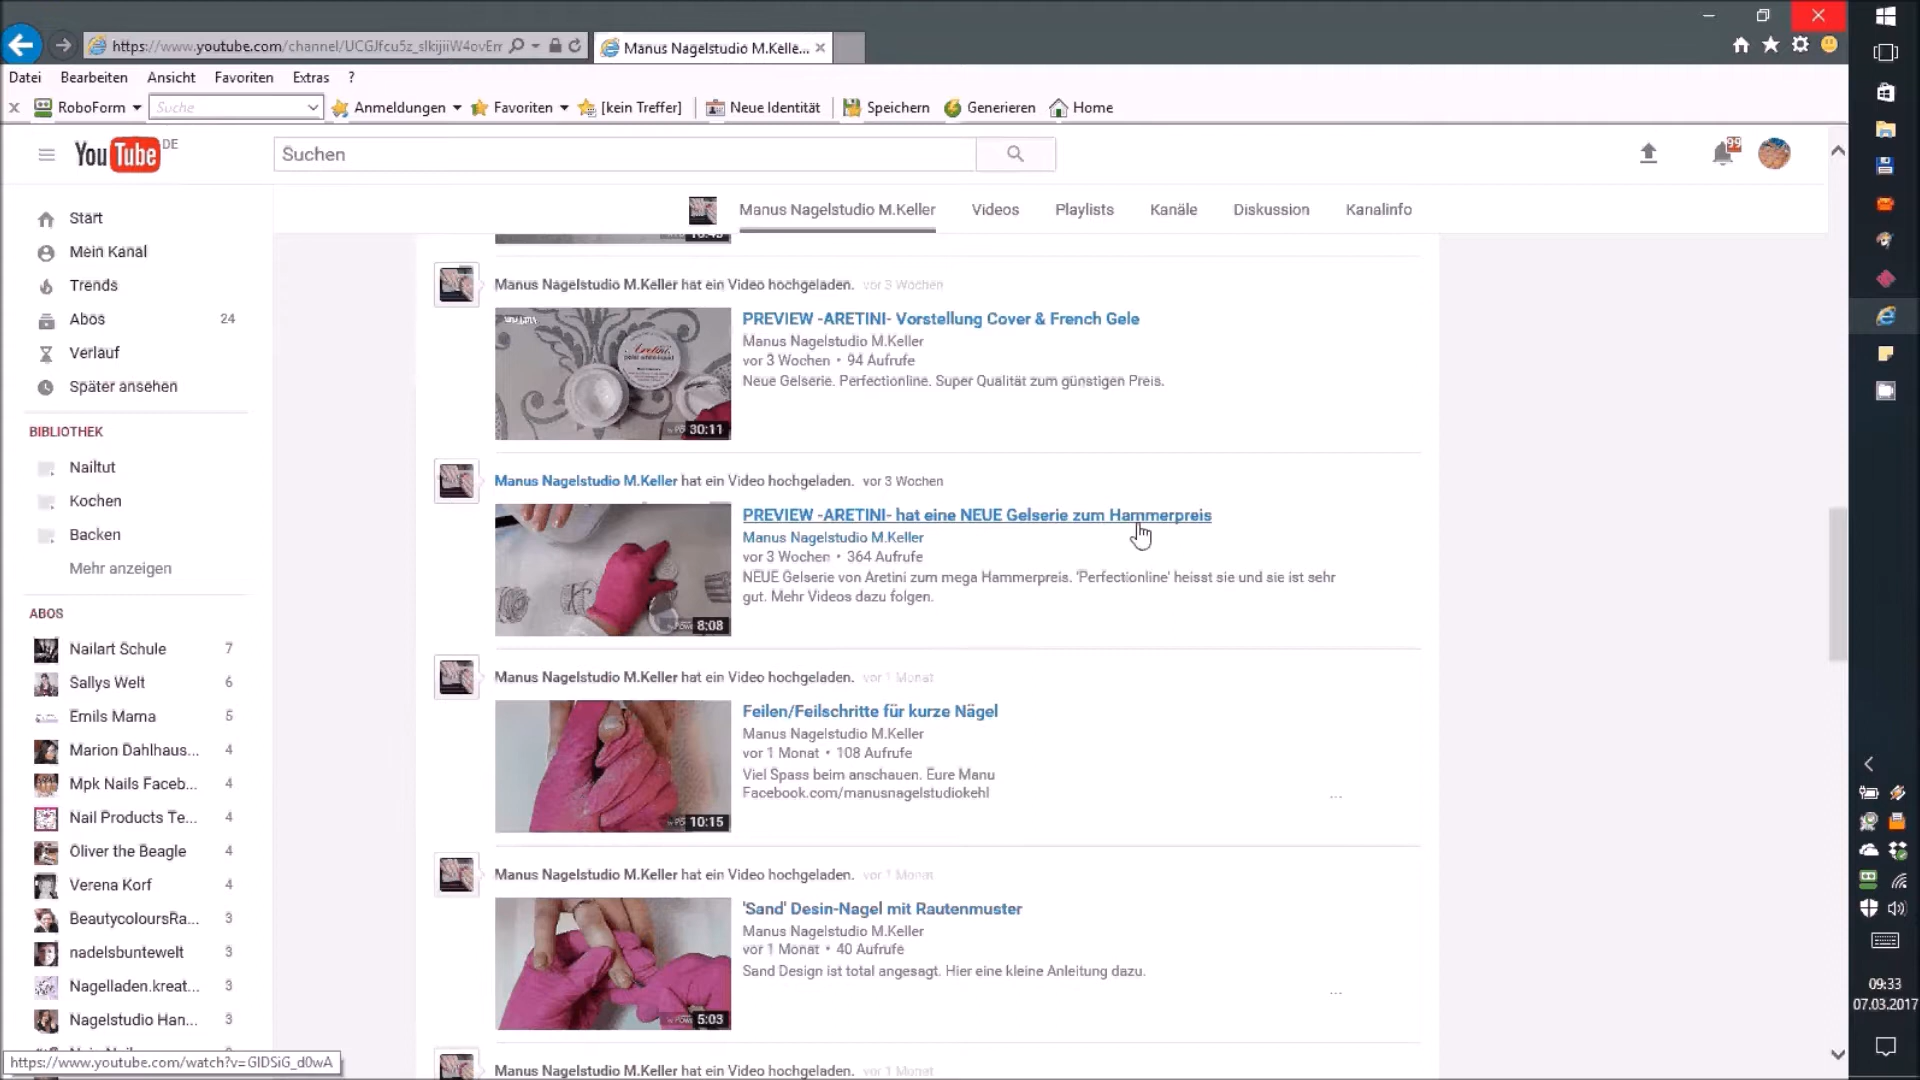 https://www.youtube.com/channel/UCGJfcu5z_slkijiiW4ovEm
Manus Nagelstudio M.Kelle...
Datei Bearbeiten Ansicht Favoriten Extras ?
RoboForm Suche Anmeldungen Favoriten [kein Treffer] Neue Identität Speichern Generieren Home
YouTube DE
Suchen
99
Manus Nagelstudio M.Keller Videos Playlists Kanäle Diskussion Kanalinfo
Start
Mein Kanal
Trends
Abos 24
Verlauf
Später ansehen
BIBLIOTHEK
Nailtut
Kochen
Backen
Mehr anzeigen
ABOS
Nailart Schule 7
Sallys Welt 6
Emils Mama 5
Marion Dahlhaus... 4
Mpk Nails Faceb... 4
Nail Products Te... 4
Oliver the Beagle 4
Verena Korf 4
BeautycoloursRa... 3
nadelsbuntewelt 3
Nagelladen.kreat... 3
Nagelstudio Han... 3
https://www.youtube.com/watch?v=GIDSiG_d0wA
Manus Nagelstudio M.Keller hat ein Video hochgeladen. vor 3 Wochen
PREVIEW -ARETINI- Vorstellung Cover & French Gele
Manus Nagelstudio M.Keller
vor 3 Wochen • 94 Aufrufe
Neue Gelserie. Perfectionline. Super Qualität zum günstigen Preis.
Aretini
30:11
Manus Nagelstudio M.Keller hat ein Video hochgeladen. vor 3 Wochen
PREVIEW -ARETINI- hat eine NEUE Gelserie zum Hammerpreis
Manus Nagelstudio M.Keller
vor 3 Wochen • 364 Aufrufe
NEUE Gelserie von Aretini zum mega Hammerpreis. 'Perfectionline' heisst sie und sie ist sehr
gut. Mehr Videos dazu folgen.
8:08
Manus Nagelstudio M.Keller hat ein Video hochgeladen. vor 1 Monat
Feilen/Feilschritte für kurze Nägel
Manus Nagelstudio M.Keller
vor 1 Monat • 108 Aufrufe
Viel Spass beim anschauen. Eure Manu
Facebook.com/manusnagelstudiokehl
...
10:15
Manus Nagelstudio M.Keller hat ein Video hochgeladen. vor 1 Monat
'Sand' Desin-Nagel mit Rautenmuster
Manus Nagelstudio M.Keller
vor 1 Monat • 40 Aufrufe
Sand Design ist total angesagt. Hier eine kleine Anleitung dazu.
...
5:03
Manus Nagelstudio M.Keller hat ein Video hochgeladen. vor 1 Monat
09:33
07.03.2017